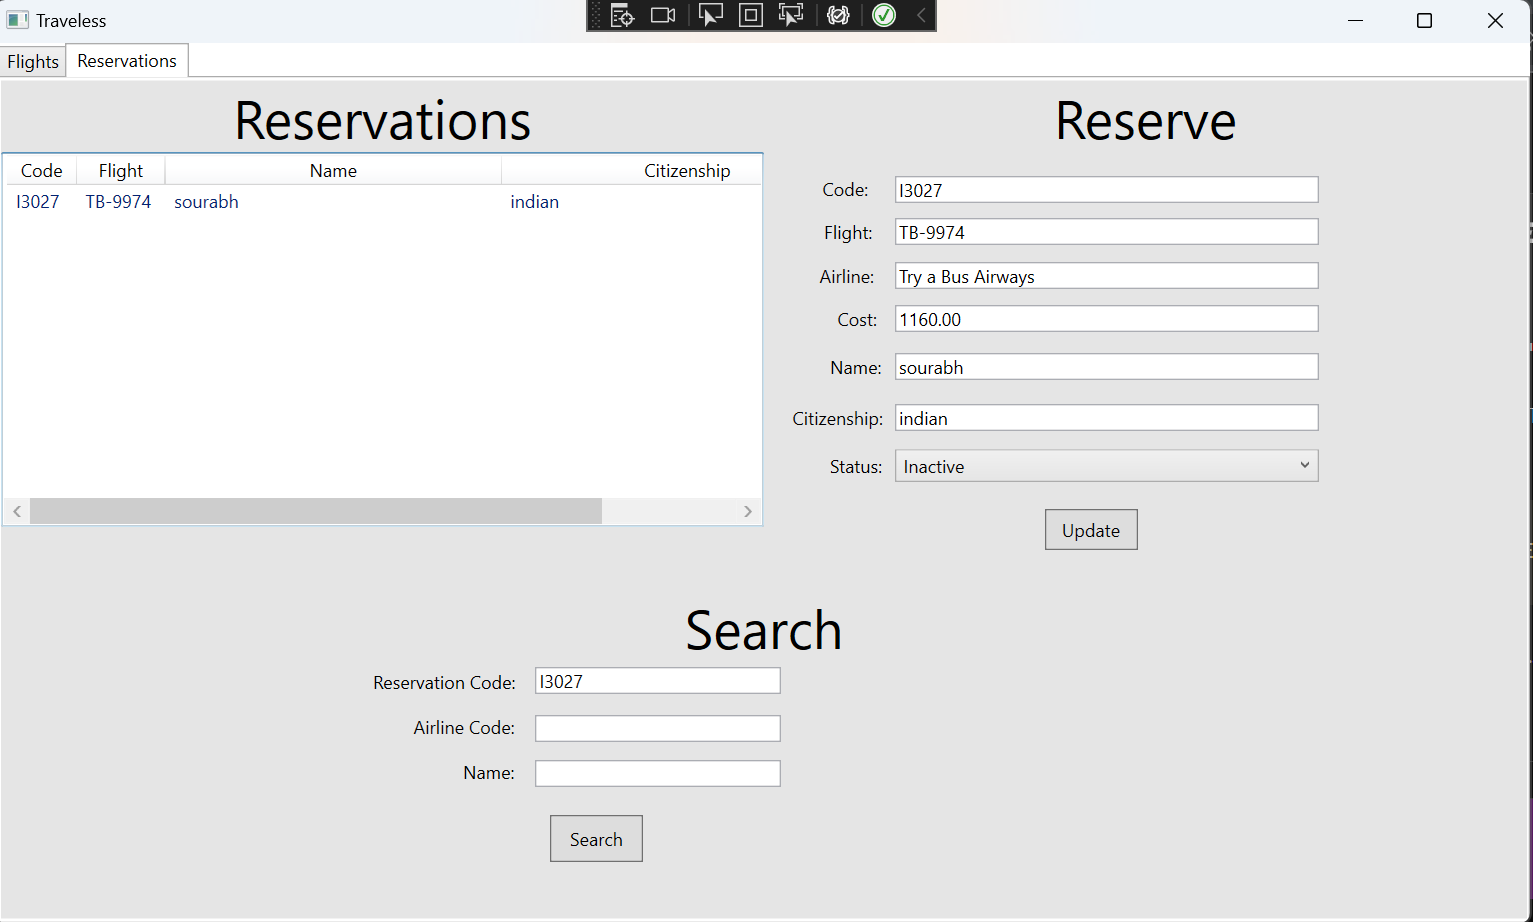 Traveless
Flights Reservations
Reservations
Code Flight Name Citizenship
I3027 TB-9974 sourabh indian
Reserve
Code: I3027
Flight: TB-9974
Airline: Try a Bus Airways
Cost: 1160.00
Name: sourabh
Citizenship: indian
Status: Inactive
Update
Search
Reservation Code: I3027
Airline Code:
Name:
Search